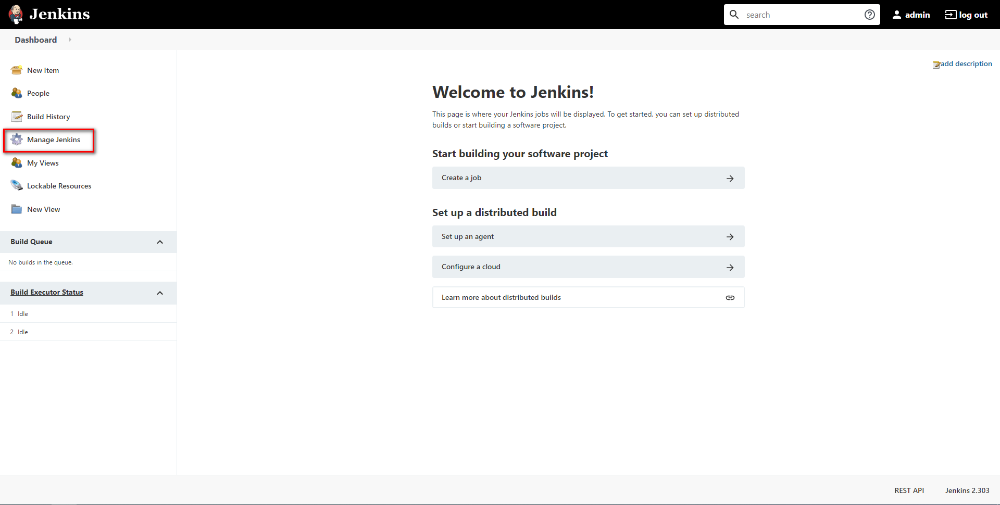 Jenkins
search
admin
log out
Dashboard
New Item
People
Build History
Manage Jenkins
My Views
Lockable Resources
New View
Build Queue
No builds in the queue.
Build Executor Status
1 Idle
2 Idle
add description
Welcome to Jenkins!
This page is where your Jenkins jobs will be displayed. To get started, you can set up distributed
builds or start building a software project.
Start building your software project
Create a job
Set up a distributed build
Set up an agent
Configure a cloud
Learn more about distributed builds
REST API
Jenkins 2.303